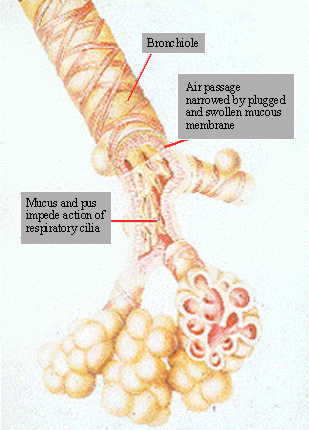 Bronchiole
Air passage
narrowed by plugged
and swollen mucous
membrane
Mucus and pus
impede action of
respiratory cilia